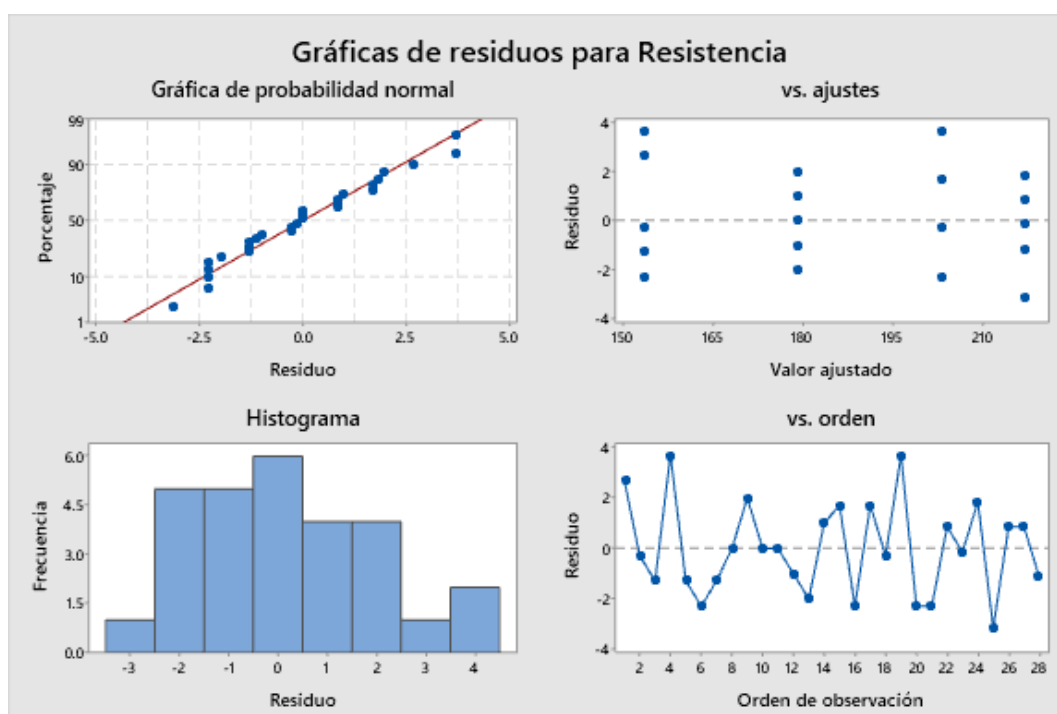 Gráficas de residuos para Resistencia
Gráfica de probabilidad normal
99
90
50
10
1
Porcentaje
-5.0 -2.5 0.0 2.5 5.0
Residuo
vs. ajustes
4
2
0
-2
-4
Residuo
150 165 180 195 210
Valor ajustado
Histograma
6.0
4.5
3.0
1.5
0.0
Frecuencia
-3 -2 -1 0 1 2 3 4
Residuo
vs. orden
4
2
0
-2
-4
Residuo
2 4 6 8 10 12 14 16 18 20 22 24 26 28
Orden de observación